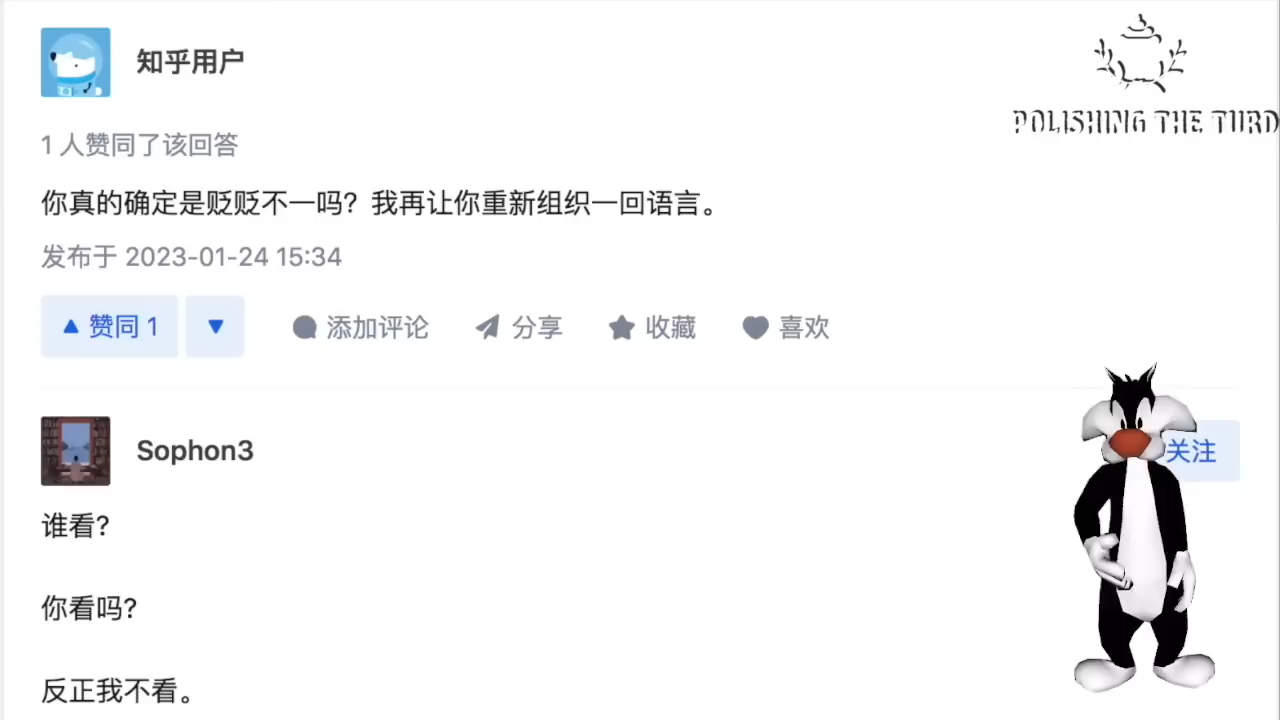 知乎用户
POLISHING THE TURD
1 人赞同了该回答
你真的确定是贬贬不一吗？我再让你重新组织一回语言。
发布于 2023-01-24 15:34
赞同 1
添加评论
分享
收藏
喜欢
Sophon3
关注
谁看？
你看吗？
反正我不看。